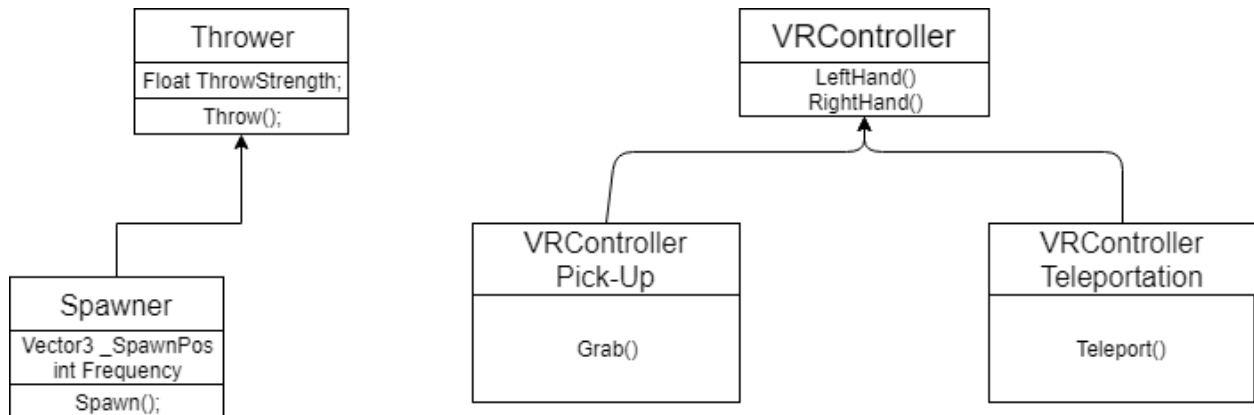 Thrower
Float ThrowStrength;
Throw();
Spawner
Vector3 _SpawnPos
int Frequency
Spawn();
VRController
LeftHand()
RightHand()
VRController
Pick-Up
Grab()
VRController
Teleportation
Teleport()